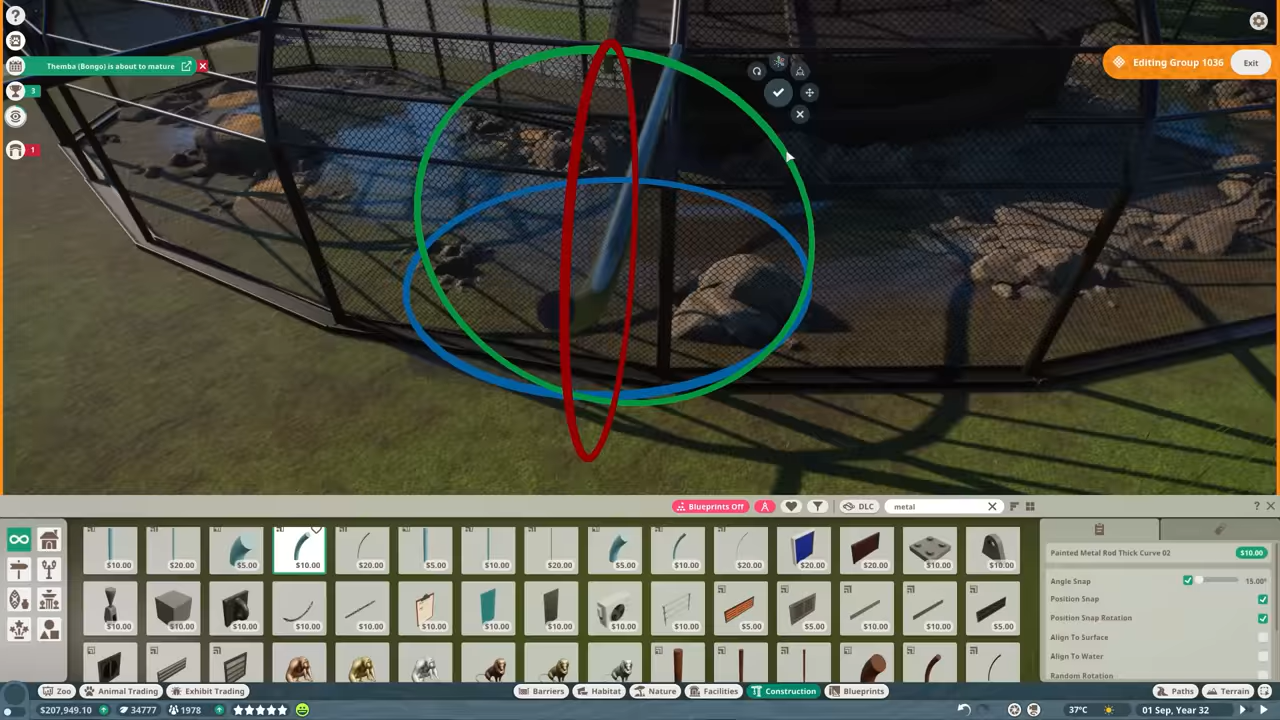 ?
Themba (Bongo) is about to mature
3
1
Editing Group 1036
Exit
Blueprints Off
DLC
metal
?
$10.00 $20.00 $5.00 $10.00 $20.00 $5.00 $10.00 $20.00 $5.00 $10.00 $20.00 $20.00 $20.00 $10.00 $10.00
$10.00 $10.00 $10.00 $10.00 $10.00 $10.00 $10.00 $10.00 $10.00 $10.00 $5.00 $10.00 $10.00 $10.00 $5.00
Painted Metal Rod Thick Curve 02
$10.00
Angle Snap
15.00°
Position Snap
Position Snap Rotation
Align To Surface
Align To Water
Random Rotation
Zoo
Animal Trading
Exhibit Trading
Barriers
Habitat
Nature
Facilities
Construction
Blueprints
Paths
Terrain
$207,949.10
34777
1978
37°C
01 Sep, Year 32